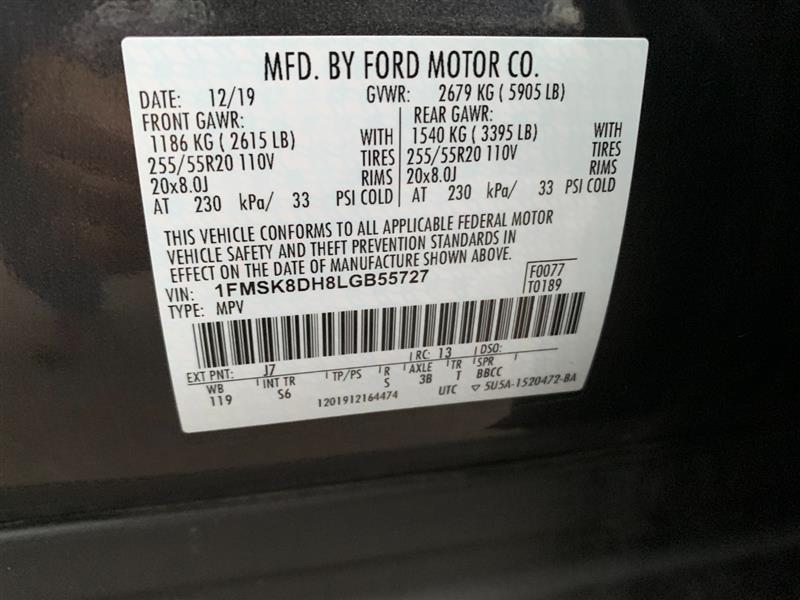 MFD. BY FORD MOTOR CO.
DATE: 12/19 GVWR: 2679 KG ( 5905 LB)
FRONT GAWR: REAR GAWR:
1186 KG ( 2615 LB) WITH 1540 KG ( 3395 LB) WITH
255/55R20 110V TIRES 255/55R20 110V TIRES
20x8.0J RIMS 20x8.0J RIMS
AT 230 kPa/ 33 PSI COLD AT 230 kPa/ 33 PSI COLD
THIS VEHICLE CONFORMS TO ALL APPLICABLE FEDERAL MOTOR
VEHICLE SAFETY AND THEFT PREVENTION STANDARDS IN
EFFECT ON THE DATE OF MANUFACTURE SHOWN ABOVE.
VIN: 1FMSK8DH8LGB55727 F0077
TYPE: MPV T0189
EXT PNT: J7 RC: 13 DSO:
WB INT TR TP/PS R AXLE TR SPR
119 S6 S 3B T BBCC
1201912164474 UTC ▽ 5U5A-1520472-BA